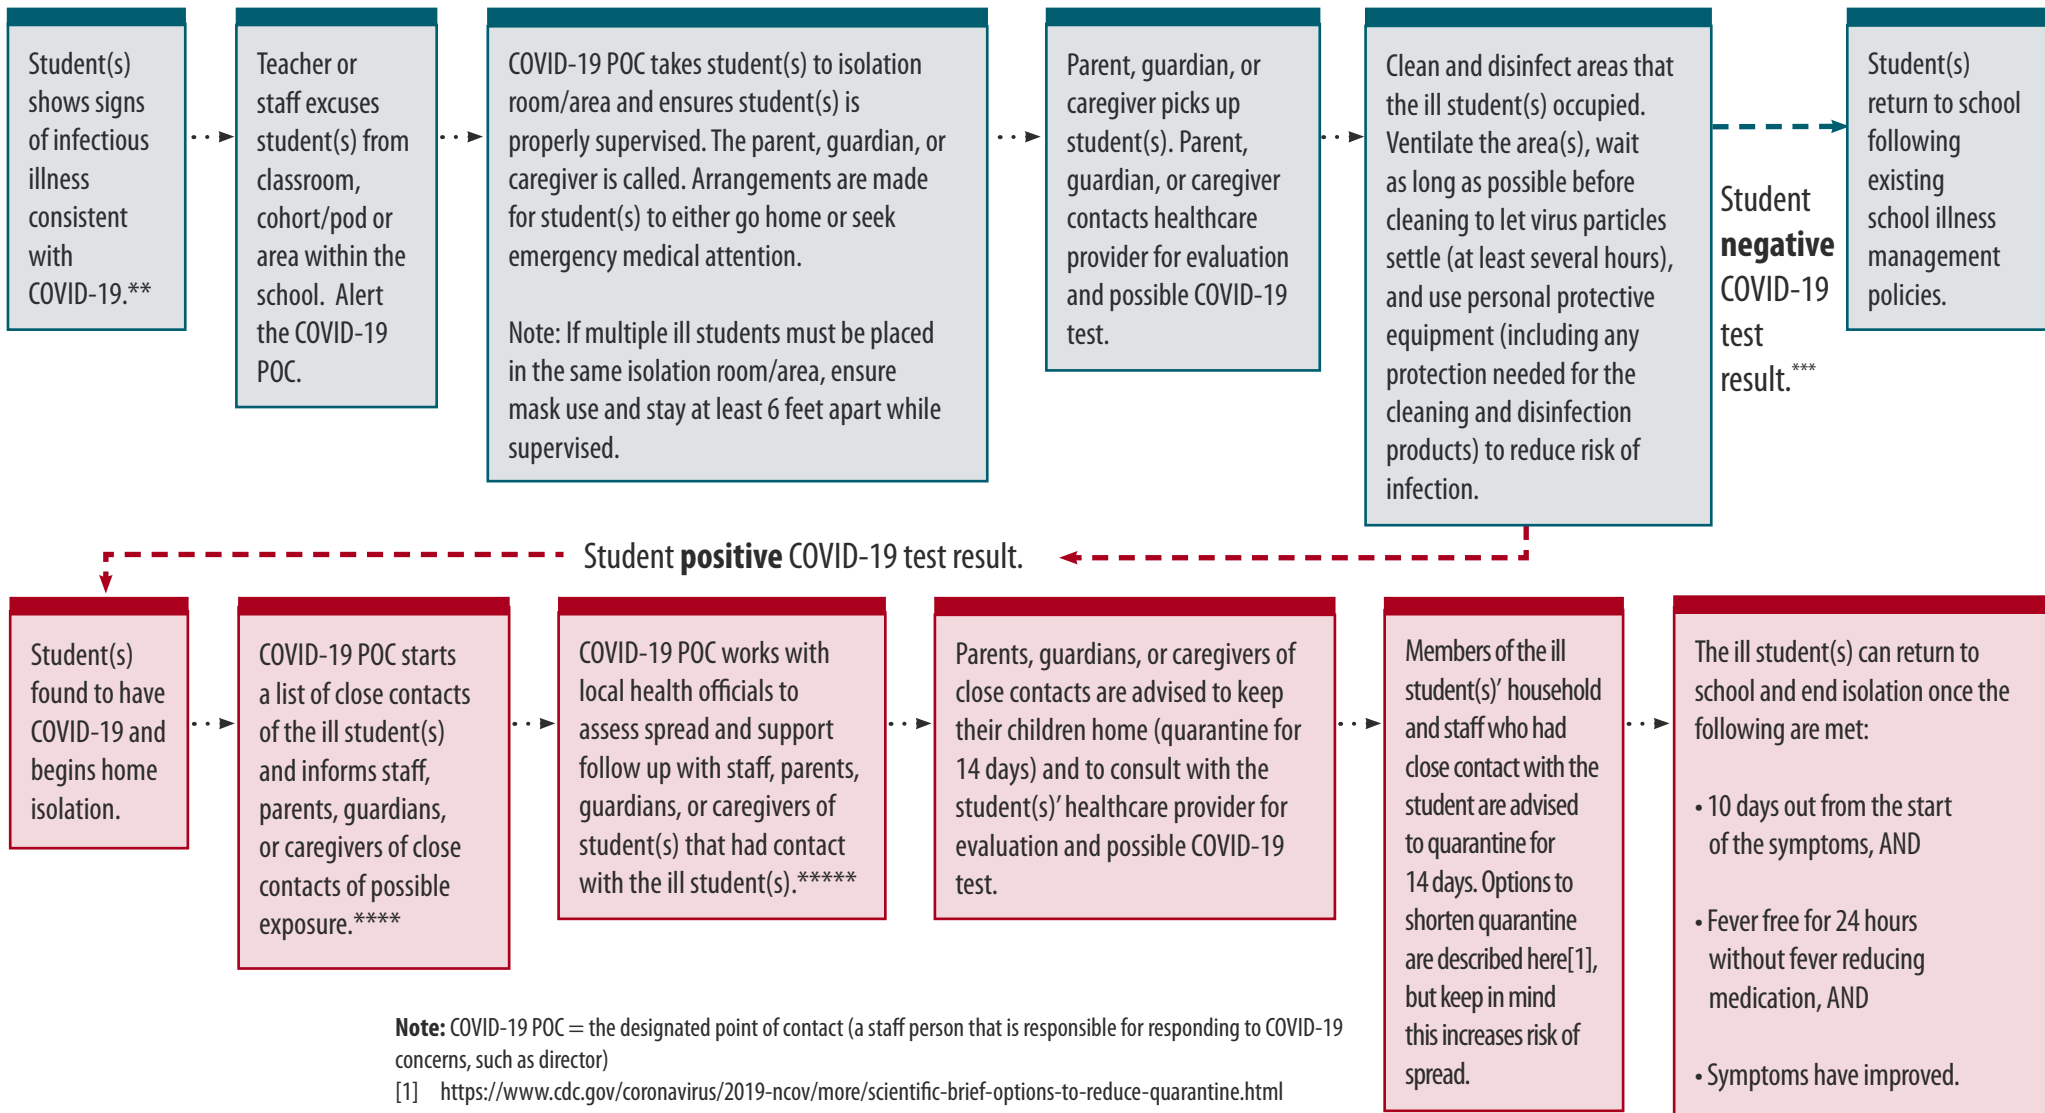 Student(s)
shows signs
of infectious
illness
consistent
with
COVID-19.**
Teacher or
staff excuses
student(s) from
classroom,
cohort/pod or
area within the
school. Alert
the COVID-19
POC.
COVID-19 POC takes student(s) to isolation
room/area and ensures student(s) is
properly supervised. The parent, guardian, or
caregiver is called. Arrangements are made
for student(s) to either go home or seek
emergency medical attention.
Note: If multiple ill students must be placed
in the same isolation room/area, ensure
mask use and stay at least 6 feet apart while
supervised.
Parent, guardian, or
caregiver picks up
student(s). Parent,
guardian, or caregiver
contacts healthcare
provider for evaluation
and possible COVID-19
test.
Clean and disinfect areas that
the ill student(s) occupied.
Ventilate the area(s), wait
as long as possible before
cleaning to let virus particles
settle (at least several hours),
and use personal protective
equipment (including any
protection needed for the
cleaning and disinfection
products) to reduce risk of
infection.
Student
negative
COVID-19
test
result.***
Student(s)
return to school
following
existing
school illness
management
policies.
Student positive COVID-19 test result.
Student(s)
found to have
COVID-19 and
begins home
isolation.
COVID-19 POC starts
a list of close contacts
of the ill student(s)
and informs staff,
parents, guardians,
or caregivers of close
contacts of possible
exposure.****
COVID-19 POC works with
local health officials to
assess spread and support
follow up with staff, parents,
guardians, or caregivers of
student(s) that had contact
with the ill student(s).*****
Parents, guardians, or caregivers of
close contacts are advised to keep
their children home (quarantine for
14 days) and to consult with the
student(s)' healthcare provider for
evaluation and possible COVID-19
test.
Members of the ill
student(s)' household
and staff who had
close contact with the
student are advised
to quarantine for
14 days. Options to
shorten quarantine
are described here[1],
but keep in mind
this increases risk of
spread.
The ill student(s) can return to
school and end isolation once the
following are met:
• 10 days out from the start
of the symptoms, AND
• Fever free for 24 hours
without fever reducing
medication, AND
• Symptoms have improved.
Note: COVID-19 POC = the designated point of contact (a staff person that is responsible for responding to COVID-19
concerns, such as director)
[1] https://www.cdc.gov/coronavirus/2019-ncov/more/scientific-brief-options-to-reduce-quarantine.html